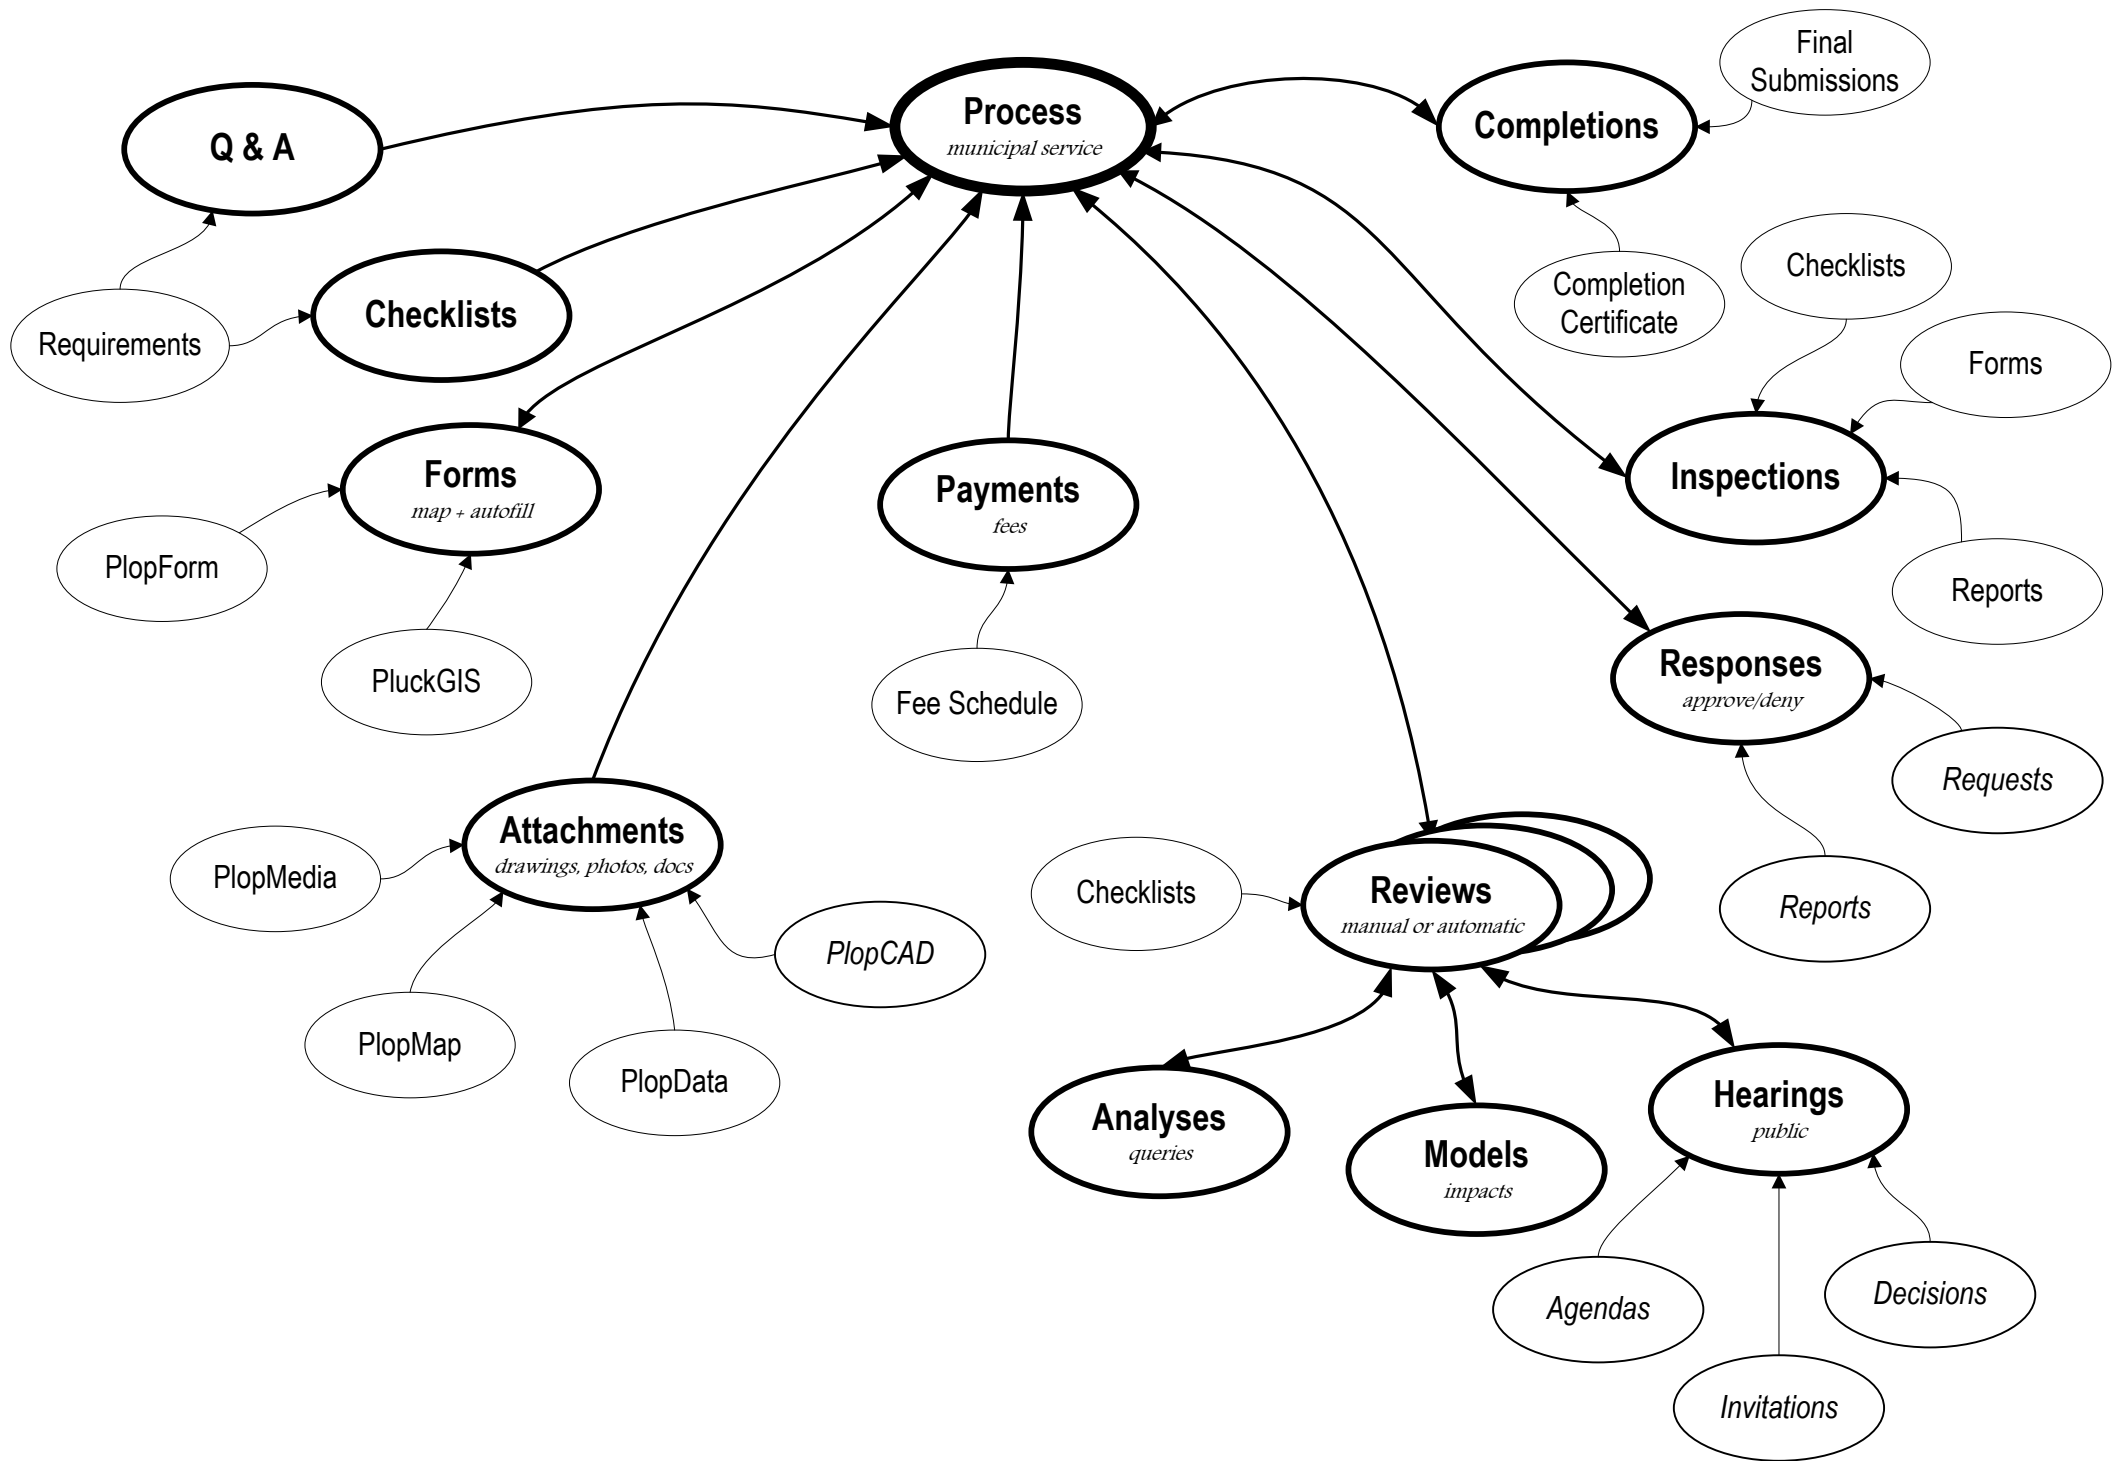 Final
Submissions
Process
municipal service
Completions
Q & A
Checklists
Completion
Certificate
Checklists
Requirements
Forms
Forms
map + autofill
Payments
fees
Inspections
PlopForm
Reports
PluckGIS
Fee Schedule
Responses
approve/deny
Requests
Attachments
drawings, photos, docs
PlopMedia
Checklists
Reviews
manual or automatic
Reports
PlopCAD
PlopMap
PlopData
Analyses
queries
Models
impacts
Hearings
public
Agendas
Decisions
Invitations